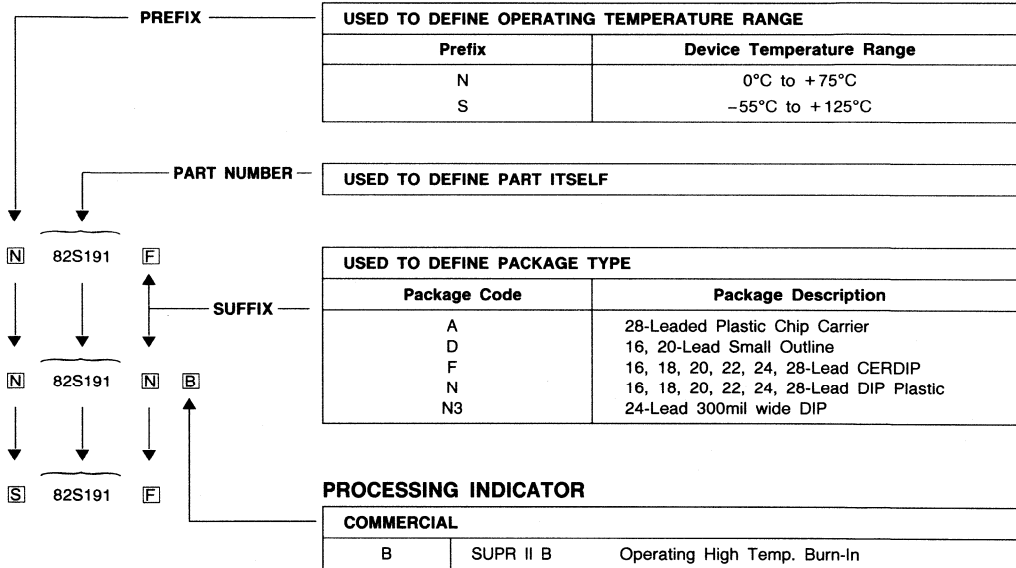 PREFIX
USED TO DEFINE OPERATING TEMPERATURE RANGE
Prefix Device Temperature Range
N 0°C to +75°C
S −55°C to +125°C
PART NUMBER
USED TO DEFINE PART ITSELF
N 82S191 F
SUFFIX
USED TO DEFINE PACKAGE TYPE
Package Code Package Description
A 28-Leaded Plastic Chip Carrier
D 16, 20-Lead Small Outline
F 16, 18, 20, 22, 24, 28-Lead CERDIP
N 16, 18, 20, 22, 24, 28-Lead DIP Plastic
N3 24-Lead 300mil wide DIP
N 82S191 N B
S 82S191 F
PROCESSING INDICATOR
COMMERCIAL
B SUPR II B Operating High Temp. Burn-In